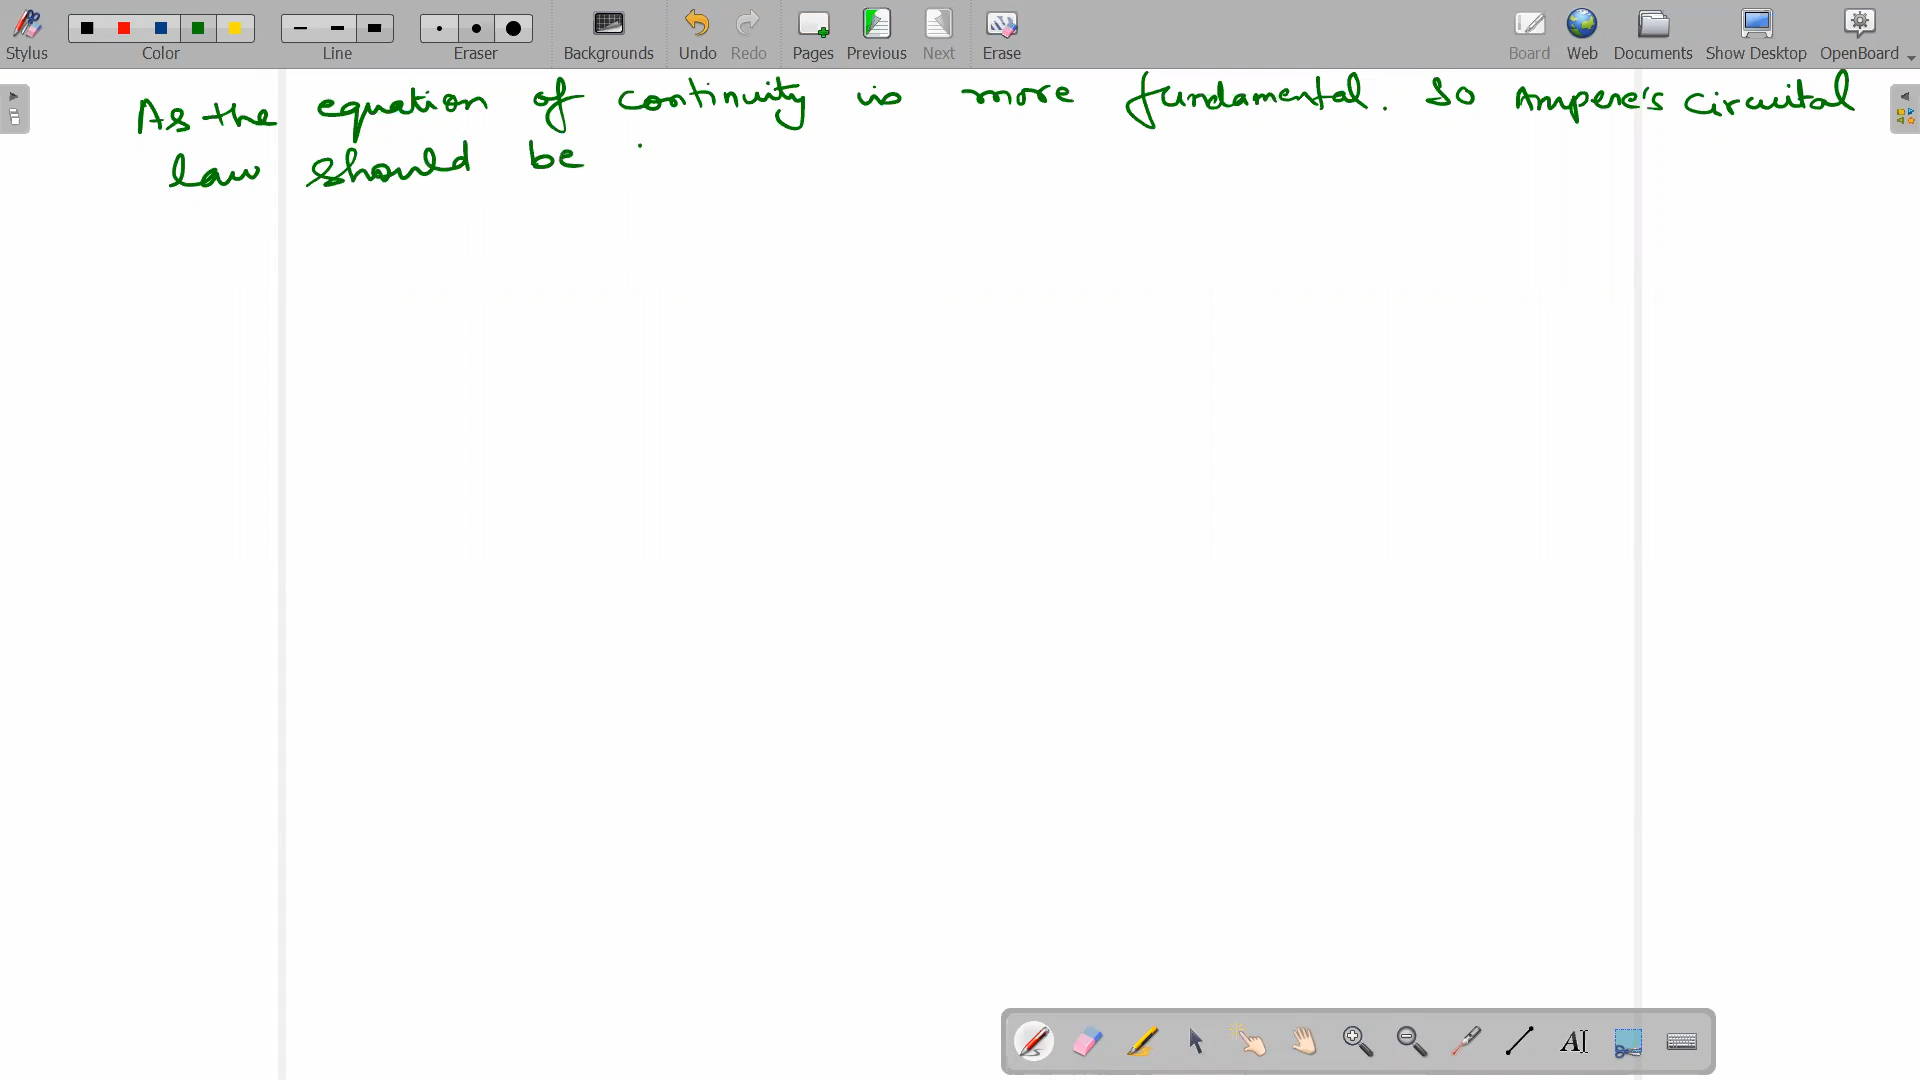 Stylus Color Line Eraser Backgrounds Undo Redo Pages Previous Next Erase Board Web Documents Show Desktop OpenBoard
As the equation of continuity is more fundamental. So Ampere's circuital
law should be
A